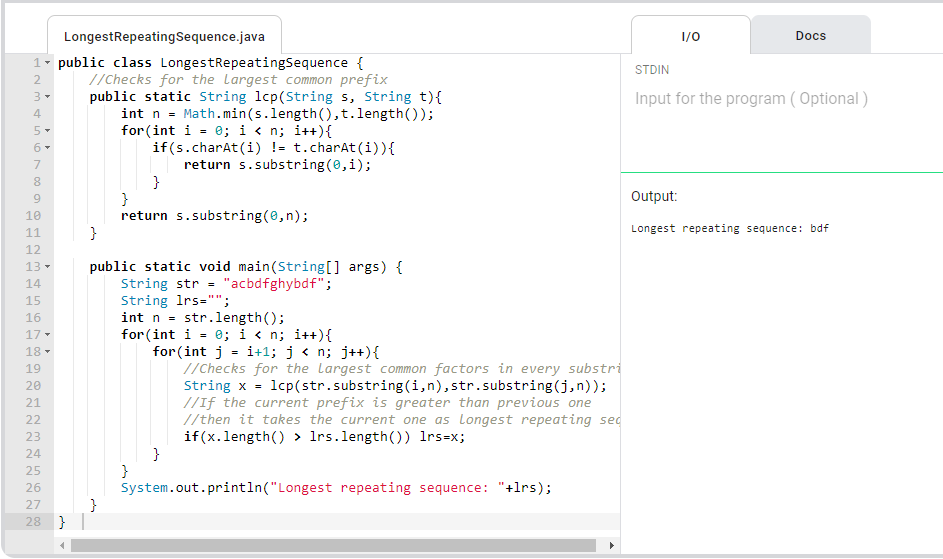 LongestRepeatingSequence.java
I/O
Docs
1 public class LongestRepeatingSequence {
2 //Checks for the largest common prefix
3 public static String lcp(String s, String t){
4 int n = Math.min(s.length(),t.length());
5 for(int i = 0; i < n; i++){
6 if(s.charAt(i) != t.charAt(i)){
7 return s.substring(0,i);
8 }
9 }
10 return s.substring(0,n);
11 }
12
13 public static void main(String[] args) {
14 String str = "acbdfghybdf";
15 String lrs="";
16 int n = str.length();
17 for(int i = 0; i < n; i++){
18 for(int j = i+1; j < n; j++){
19 //Checks for the largest common factors in every substri
20 String x = lcp(str.substring(i,n),str.substring(j,n));
21 //If the current prefix is greater than previous one
22 //then it takes the current one as longest repeating seq
23 if(x.length() > lrs.length()) lrs=x;
24 }
25 }
26 System.out.println("Longest repeating sequence: "+lrs);
27 }
28 }
STDIN
Input for the program ( Optional )
Output:
Longest repeating sequence: bdf